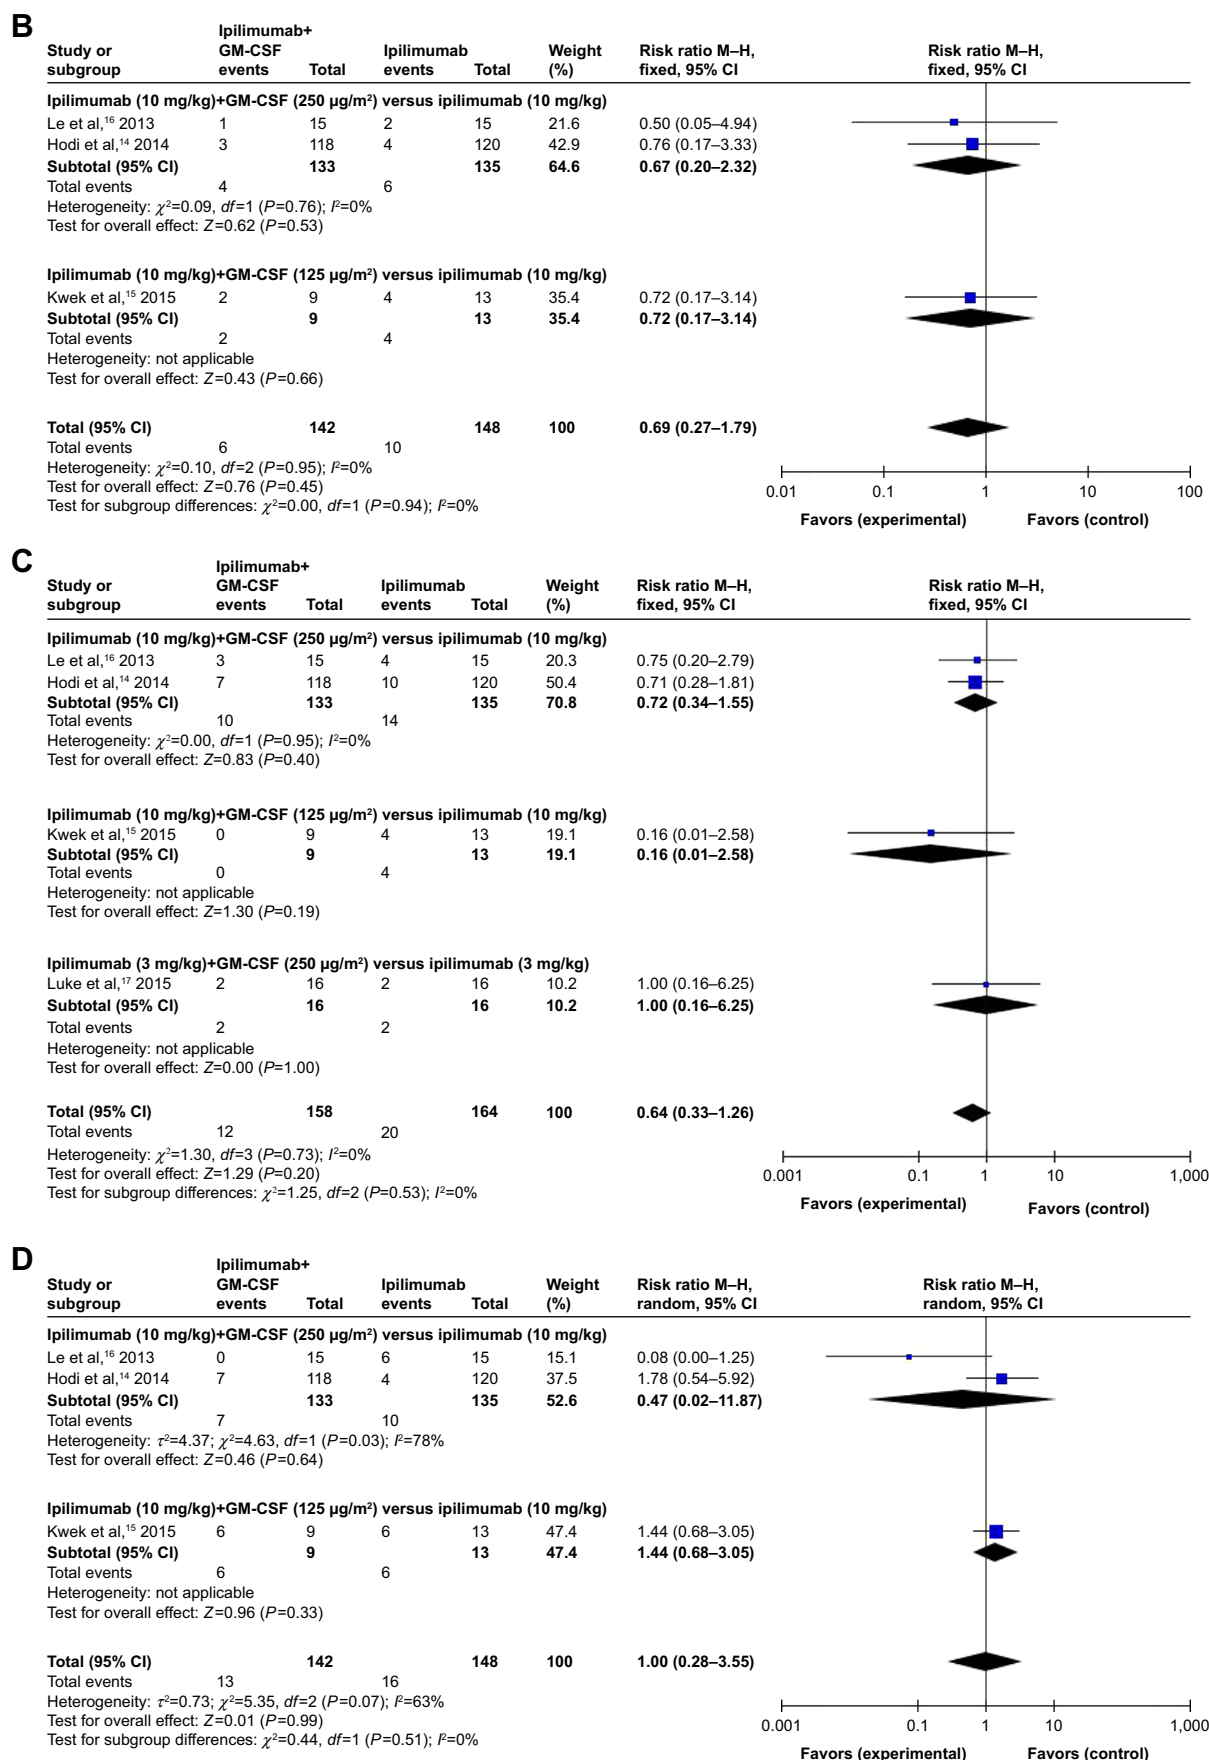 B
Ipilimumab+
Study or GM-CSF Ipilimumab Weight Risk ratio M–H, Risk ratio M–H,
subgroup events Total events Total (%) fixed, 95% CI fixed, 95% CI
Ipilimumab (10 mg/kg)+GM-CSF (250 µg/m²) versus ipilimumab (10 mg/kg)
Le et al,¹⁶ 2013 1 15 2 15 21.6 0.50 (0.05–4.94)
Hodi et al,¹⁴ 2014 3 118 4 120 42.9 0.76 (0.17–3.33)
Subtotal (95% CI) 133 135 64.6 0.67 (0.20–2.32)
Total events 4 6
Heterogeneity: χ²=0.09, df=1 (P=0.76); I²=0%
Test for overall effect: Z=0.62 (P=0.53)
Ipilimumab (10 mg/kg)+GM-CSF (125 µg/m²) versus ipilimumab (10 mg/kg)
Kwek et al,¹⁵ 2015 2 9 4 13 35.4 0.72 (0.17–3.14)
Subtotal (95% CI) 9 13 35.4 0.72 (0.17–3.14)
Total events 2 4
Heterogeneity: not applicable
Test for overall effect: Z=0.43 (P=0.66)
Total (95% CI) 142 148 100 0.69 (0.27–1.79)
Total events 6 10
Heterogeneity: χ²=0.10, df=2 (P=0.95); I²=0%
Test for overall effect: Z=0.76 (P=0.45)
Test for subgroup differences: χ²=0.00, df=1 (P=0.94); I²=0%
0.01 0.1 1 10 100
Favors (experimental) Favors (control)
C
Ipilimumab+
Study or GM-CSF Ipilimumab Weight Risk ratio M–H, Risk ratio M–H,
subgroup events Total events Total (%) fixed, 95% CI fixed, 95% CI
Ipilimumab (10 mg/kg)+GM-CSF (250 µg/m²) versus ipilimumab (10 mg/kg)
Le et al,¹⁶ 2013 3 15 4 15 20.3 0.75 (0.20–2.79)
Hodi et al,¹⁴ 2014 7 118 10 120 50.4 0.71 (0.28–1.81)
Subtotal (95% CI) 133 135 70.8 0.72 (0.34–1.55)
Total events 10 14
Heterogeneity: χ²=0.00, df=1 (P=0.95); I²=0%
Test for overall effect: Z=0.83 (P=0.40)
Ipilimumab (10 mg/kg)+GM-CSF (125 µg/m²) versus ipilimumab (10 mg/kg)
Kwek et al,¹⁵ 2015 0 9 4 13 19.1 0.16 (0.01–2.58)
Subtotal (95% CI) 9 13 19.1 0.16 (0.01–2.58)
Total events 0 4
Heterogeneity: not applicable
Test for overall effect: Z=1.30 (P=0.19)
Ipilimumab (3 mg/kg)+GM-CSF (250 µg/m²) versus ipilimumab (3 mg/kg)
Luke et al,¹⁷ 2015 2 16 2 16 10.2 1.00 (0.16–6.25)
Subtotal (95% CI) 16 16 10.2 1.00 (0.16–6.25)
Total events 2 2
Heterogeneity: not applicable
Test for overall effect: Z=0.00 (P=1.00)
Total (95% CI) 158 164 100 0.64 (0.33–1.26)
Total events 12 20
Heterogeneity: χ²=1.30, df=3 (P=0.73); I²=0%
Test for overall effect: Z=1.29 (P=0.20)
Test for subgroup differences: χ²=1.25, df=2 (P=0.53); I²=0%
0.001 0.1 1 10 1,000
Favors (experimental) Favors (control)
D
Ipilimumab+
Study or GM-CSF Ipilimumab Weight Risk ratio M–H, Risk ratio M–H,
subgroup events Total events Total (%) random, 95% CI random, 95% CI
Ipilimumab (10 mg/kg)+GM-CSF (250 µg/m²) versus ipilimumab (10 mg/kg)
Le et al,¹⁶ 2013 0 15 6 15 15.1 0.08 (0.00–1.25)
Hodi et al,¹⁴ 2014 7 118 4 120 37.5 1.78 (0.54–5.92)
Subtotal (95% CI) 133 135 52.6 0.47 (0.02–11.87)
Total events 7 10
Heterogeneity: τ²=4.37; χ²=4.63, df=1 (P=0.03); I²=78%
Test for overall effect: Z=0.46 (P=0.64)
Ipilimumab (10 mg/kg)+GM-CSF (125 µg/m²) versus ipilimumab (10 mg/kg)
Kwek et al,¹⁵ 2015 6 9 6 13 47.4 1.44 (0.68–3.05)
Subtotal (95% CI) 9 13 47.4 1.44 (0.68–3.05)
Total events 6 6
Heterogeneity: not applicable
Test for overall effect: Z=0.96 (P=0.33)
Total (95% CI) 142 148 100 1.00 (0.28–3.55)
Total events 13 16
Heterogeneity: τ²=0.73; χ²=5.35, df=2 (P=0.07); I²=63%
Test for overall effect: Z=0.01 (P=0.99)
Test for subgroup differences: χ²=0.44, df=1 (P=0.51); I²=0%
0.001 0.1 1 10 1,000
Favors (experimental) Favors (control)